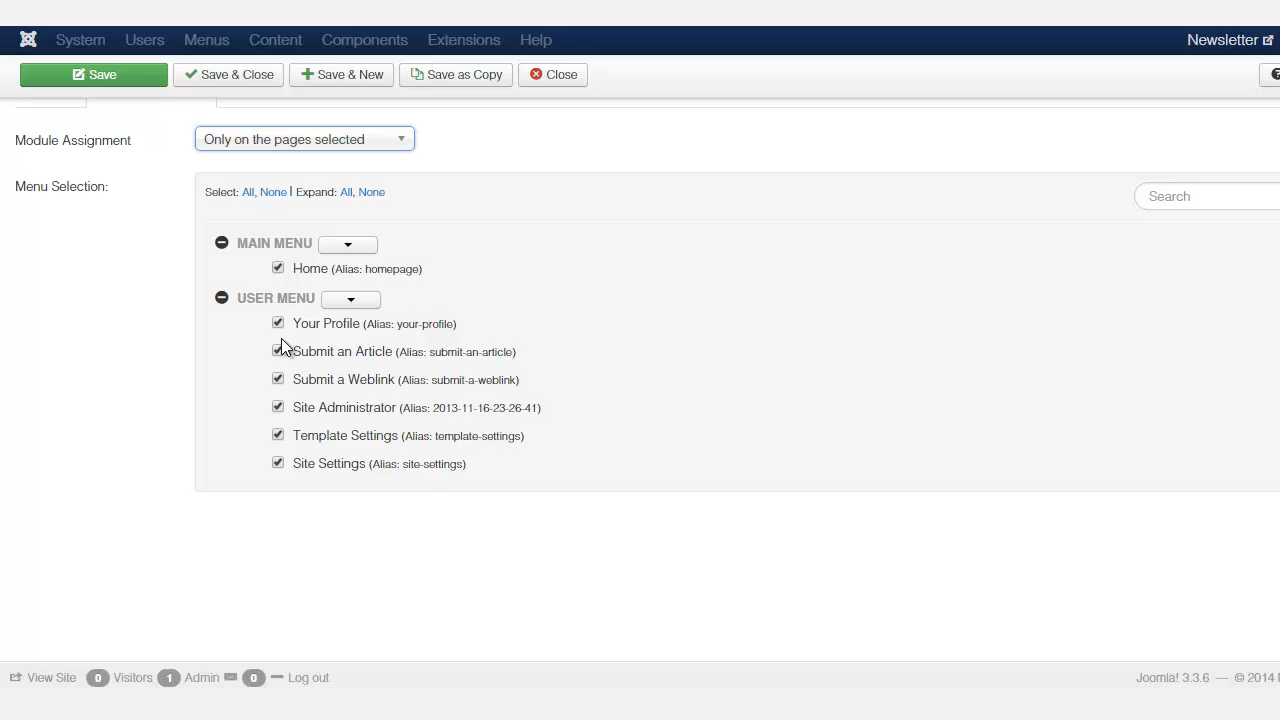 System Users Menus Content Components Extensions Help Newsletter
Save Save & Close Save & New Save as Copy Close
Module Assignment Only on the pages selected
Menu Selection: Select: All, None | Expand: All, None Search
MAIN MENU
Home (Alias: homepage)
USER MENU
Your Profile (Alias: your-profile)
Submit an Article (Alias: submit-an-article)
Submit a Weblink (Alias: submit-a-weblink)
Site Administrator (Alias: 2013-11-16-23-26-41)
Template Settings (Alias: template-settings)
Site Settings (Alias: site-settings)
View Site 0 Visitors 1 Admin 0 Log out Joomla! 3.3.6 — © 2014